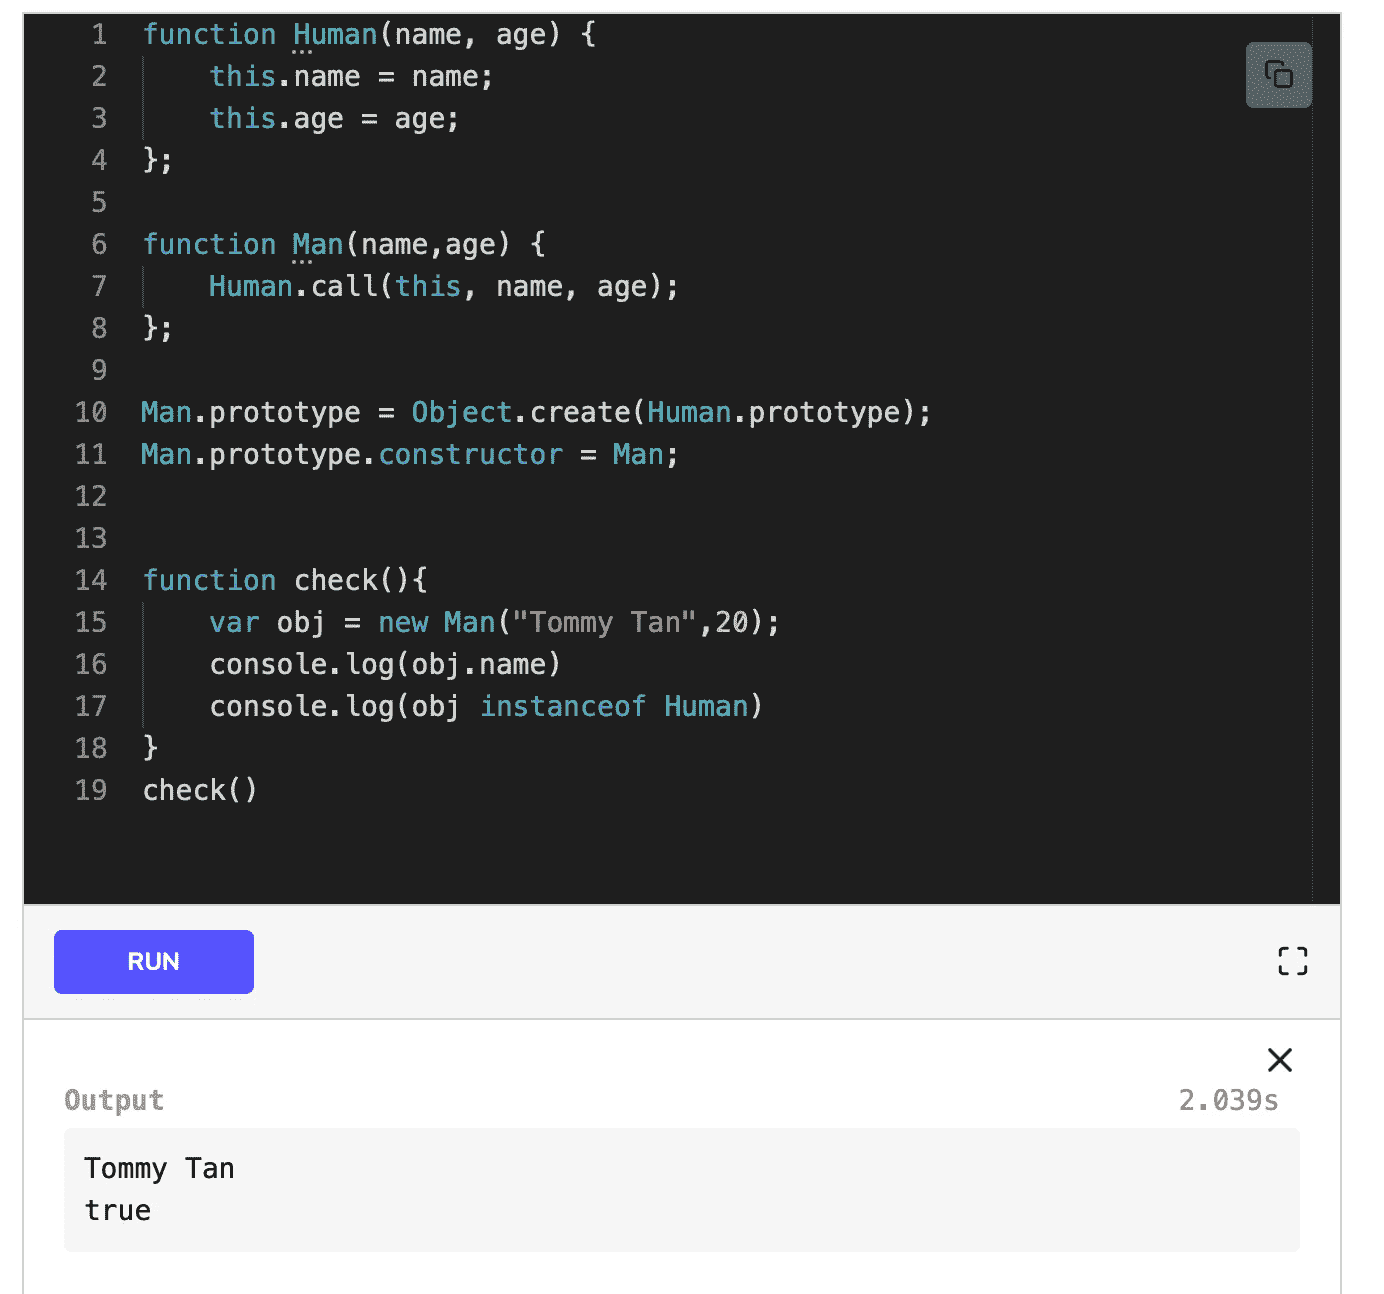 1 function Human(name, age) {
2     this.name = name;
3     this.age = age;
4 };
5
6 function Man(name,age) {
7     Human.call(this, name, age);
8 };
9
10 Man.prototype = Object.create(Human.prototype);
11 Man.prototype.constructor = Man;
12
13
14 function check(){
15     var obj = new Man("Tommy Tan",20);
16     console.log(obj.name)
17     console.log(obj instanceof Human)
18 }
19 check()
RUN
Output 2.039s
Tommy Tan
true